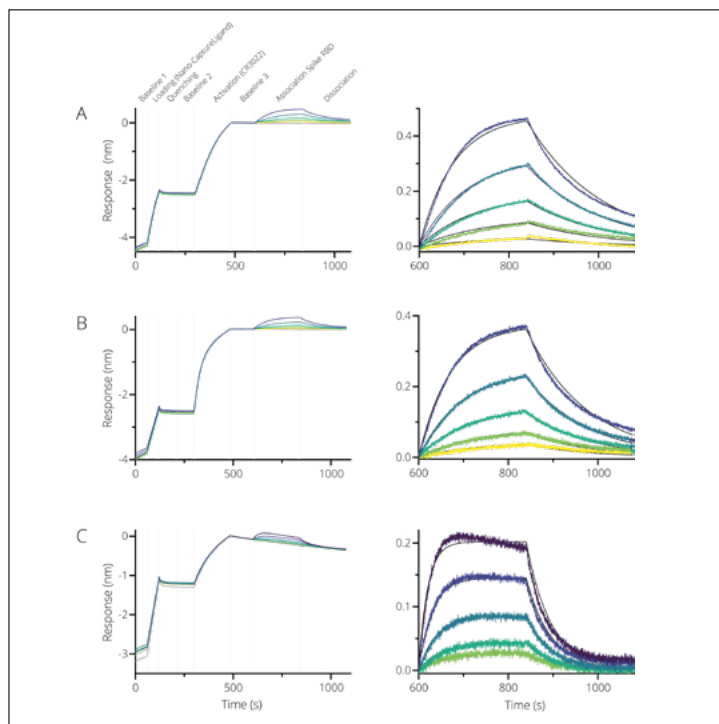 Baseline 1
Loading (Nano-CaptureLigand)
Quenching
Baseline 2
Activation (CR3022)
Baseline 3
Association Spike RBD
Dissociation
A
Response (nm)
0
-2
-4
0
500
1000
0.4
0.2
0.0
600
800
1000
B
Response (nm)
0
-2
-4
0
500
1000
0.4
0.2
0.0
600
800
1000
C
Response (nm)
0
-1
-2
-3
0
500
1000
Time (s)
0.2
0.1
0.0
600
800
1000
Time (s)